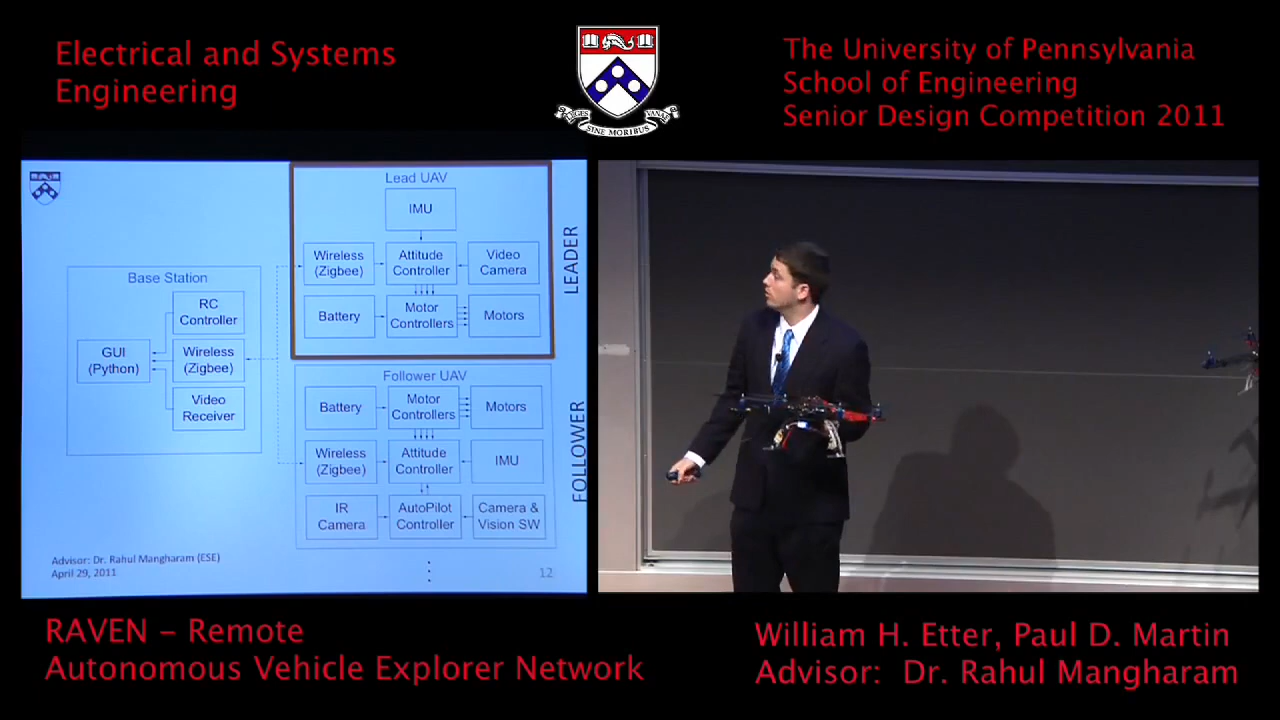 Electrical and Systems
Engineering
LEGES
VANAE
SINE MORIBUS
The University of Pennsylvania
School of Engineering
Senior Design Competition 2011
Lead UAV
IMU
Wireless
(Zigbee)
Attitude
Controller
Video
Camera
Battery
Motor
Controllers
Motors
LEADER
Base Station
RC
Controller
GUI
(Python)
Wireless
(Zigbee)
Video
Receiver
Follower UAV
Battery
Motor
Controllers
Motors
Wireless
(Zigbee)
Attitude
Controller
IMU
IR
Camera
AutoPilot
Controller
Camera &
Vision SW
FOLLOWER
Advisor: Dr. Rahul Mangharam (ESE)
April 29, 2011
12
RAVEN - Remote
Autonomous Vehicle Explorer Network
William H. Etter, Paul D. Martin
Advisor: Dr. Rahul Mangharam